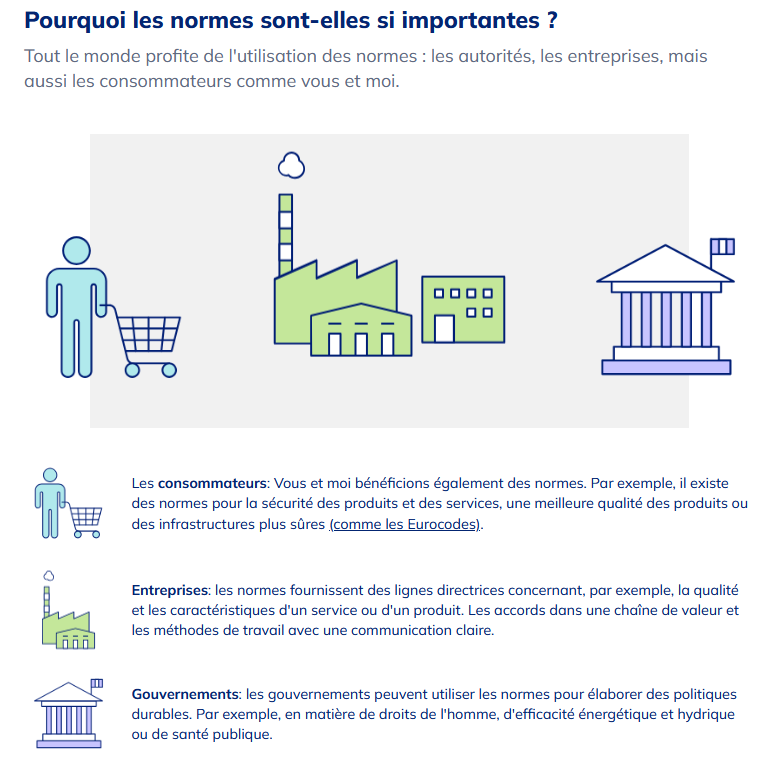 Pourquoi les normes sont-elles si importantes ?
Tout le monde profite de l'utilisation des normes : les autorités, les entreprises, mais
aussi les consommateurs comme vous et moi.
Les consommateurs: Vous et moi bénéficions également des normes. Par exemple, il existe
des normes pour la sécurité des produits et des services, une meilleure qualité des produits ou
des infrastructures plus sûres (comme les Eurocodes).
Entreprises: les normes fournissent des lignes directrices concernant, par exemple, la qualité
et les caractéristiques d'un service ou d'un produit. Les accords dans une chaîne de valeur et
les méthodes de travail avec une communication claire.
Gouvernements: les gouvernements peuvent utiliser les normes pour élaborer des politiques
durables. Par exemple, en matière de droits de l'homme, d'efficacité énergétique et hydrique
ou de santé publique.